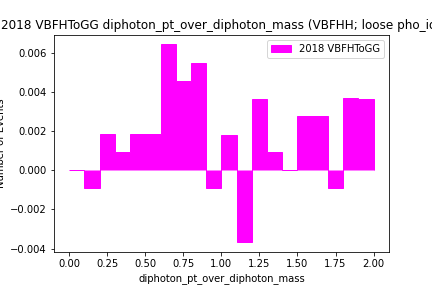 2018 VBFHToGG diphoton_pt_over_diphoton_mass (VBFHH; loose
2018 VBFHToGG
0.006
0.004
0.002
0.000
−0.002
−0.004
of Events
0.00 0.25 0.50 0.75 1.00 1.25 1.50 1.75 2.00
diphoton_pt_over_diphoton_mass